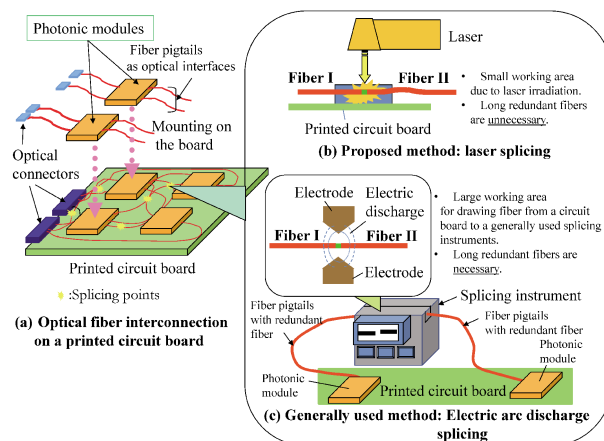 Photonic modules
Fiber pigtails
as optical interfaces
Mounting on
the board
Optical
connectors
Printed circuit board
:Splicing points
(a) Optical fiber interconnection
on a printed circuit board
Laser
Fiber I
Fiber II
Printed circuit board
• Small working area
due to laser irradiation.
• Long redundant fibers
are unnecessary.
(b) Proposed method: laser splicing
Electrode
Electric
discharge
Fiber I
Fiber II
Electrode
• Large working area
for drawing fiber from a circuit
board to a generally used splicing
instruments.
• Long redundant fibers are
necessary.
Splicing instrument
Fiber pigtails
with redundant
fiber
Fiber pigtails
with redundant fiber
Photonic
module
Photonic
module
Printed circuit board
(c) Generally used method: Electric arc discharge
splicing